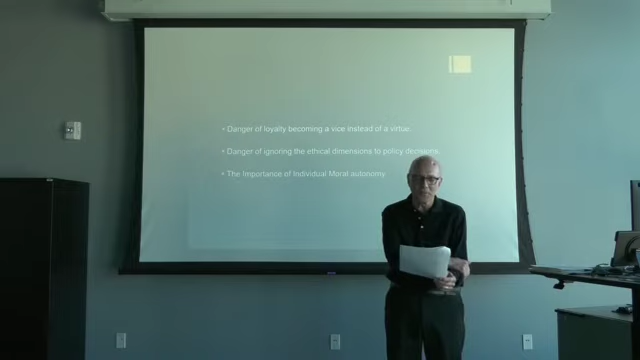 • Danger of loyalty becoming a vice instead of a virtue.
• Danger of ignoring the ethical dimensions to policy decisions.
• The Importance of Individual Moral autonomy